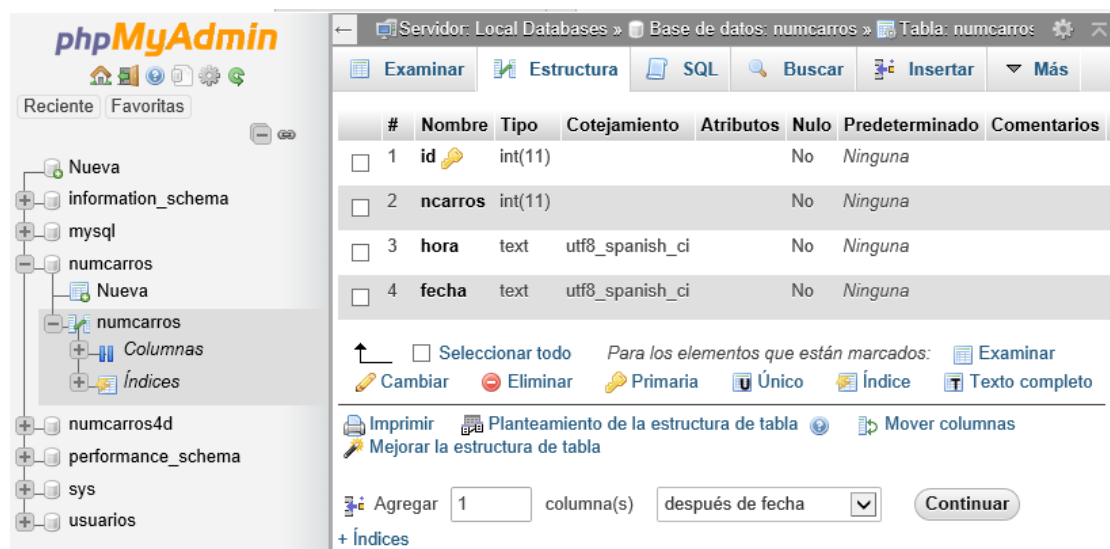 phpMyAdmin
Reciente Favoritas
Nueva
information_schema
mysql
numcarros
Nueva
numcarros
Columnas
Índices
numcarros4d
performance_schema
sys
usuarios
← Servidor: Local Databases » Base de datos: numcarros » Tabla: numcarros
Examinar Estructura SQL Buscar Insertar Más
# Nombre Tipo Cotejamiento Atributos Nulo Predeterminado Comentarios
1 id int(11) No Ninguna
2 ncarros int(11) No Ninguna
3 hora text utf8_spanish_ci No Ninguna
4 fecha text utf8_spanish_ci No Ninguna
Seleccionar todo Para los elementos que están marcados: Examinar
Cambiar Eliminar Primaria Único Índice Texto completo
Imprimir Planteamiento de la estructura de tabla Mover columnas
Mejorar la estructura de tabla
Agregar 1 columna(s) después de fecha Continuar
+ Índices